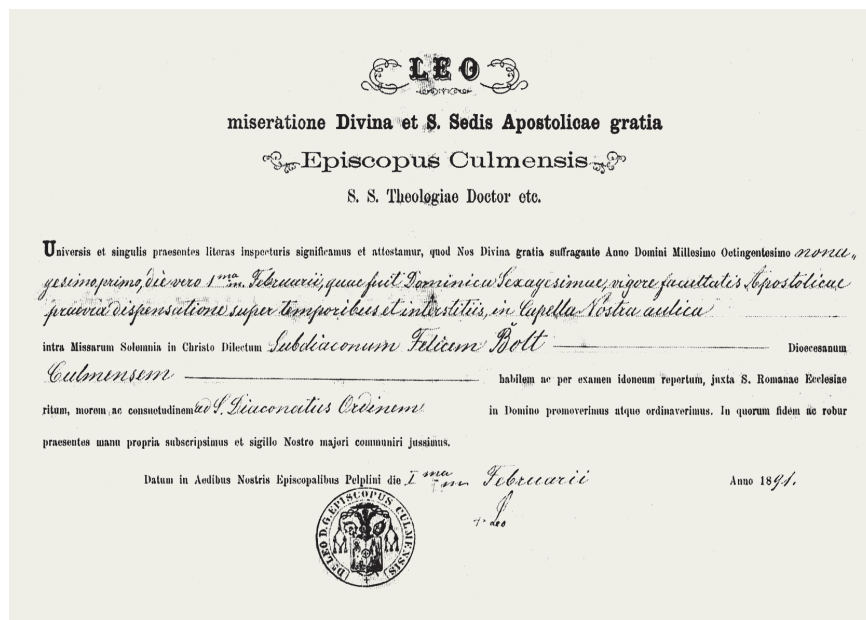 LEO
miseratione Divina et S. Sedis Apostolicae gratia
Episcopus Culmensis
S. S. Theologiae Doctor etc.
Universis et singulis praesentes literas inspecturis significamus et attestamur, quod Nos Divina gratia suffragante Anno Domini Millesimo Octingentesimo nona„
gesimo primo, die vero 1ma m. Februarii, quae fuit Dominica Sexagesimae, vigore facultatis Apostolicae
praevia dispensatione super temporibus et interstitiis, in Capella Nostra aulica
intra Missarum Solemnia in Christo Dilectum Subdiaconum Felicem Bolt Dioecesanum
Culmensem habilem ac per examen idoneum repertum, juxta S. Romanae Ecclesiae
ritum, morem ac consuetudinem ad S. Diaconatus Ordinem in Domino promoverimus atque ordinaverimus. In quorum fidem ac robur
praesentes manu propria subscripsimus et sigillo Nostro majori communiri jussimus.
Datum in Aedibus Nostris Episcopalibus Pelplini die I ma m Februarii Anno 1891.
+ Leo
Dr LEO D. G. EPISCOPUS CULMENSIS